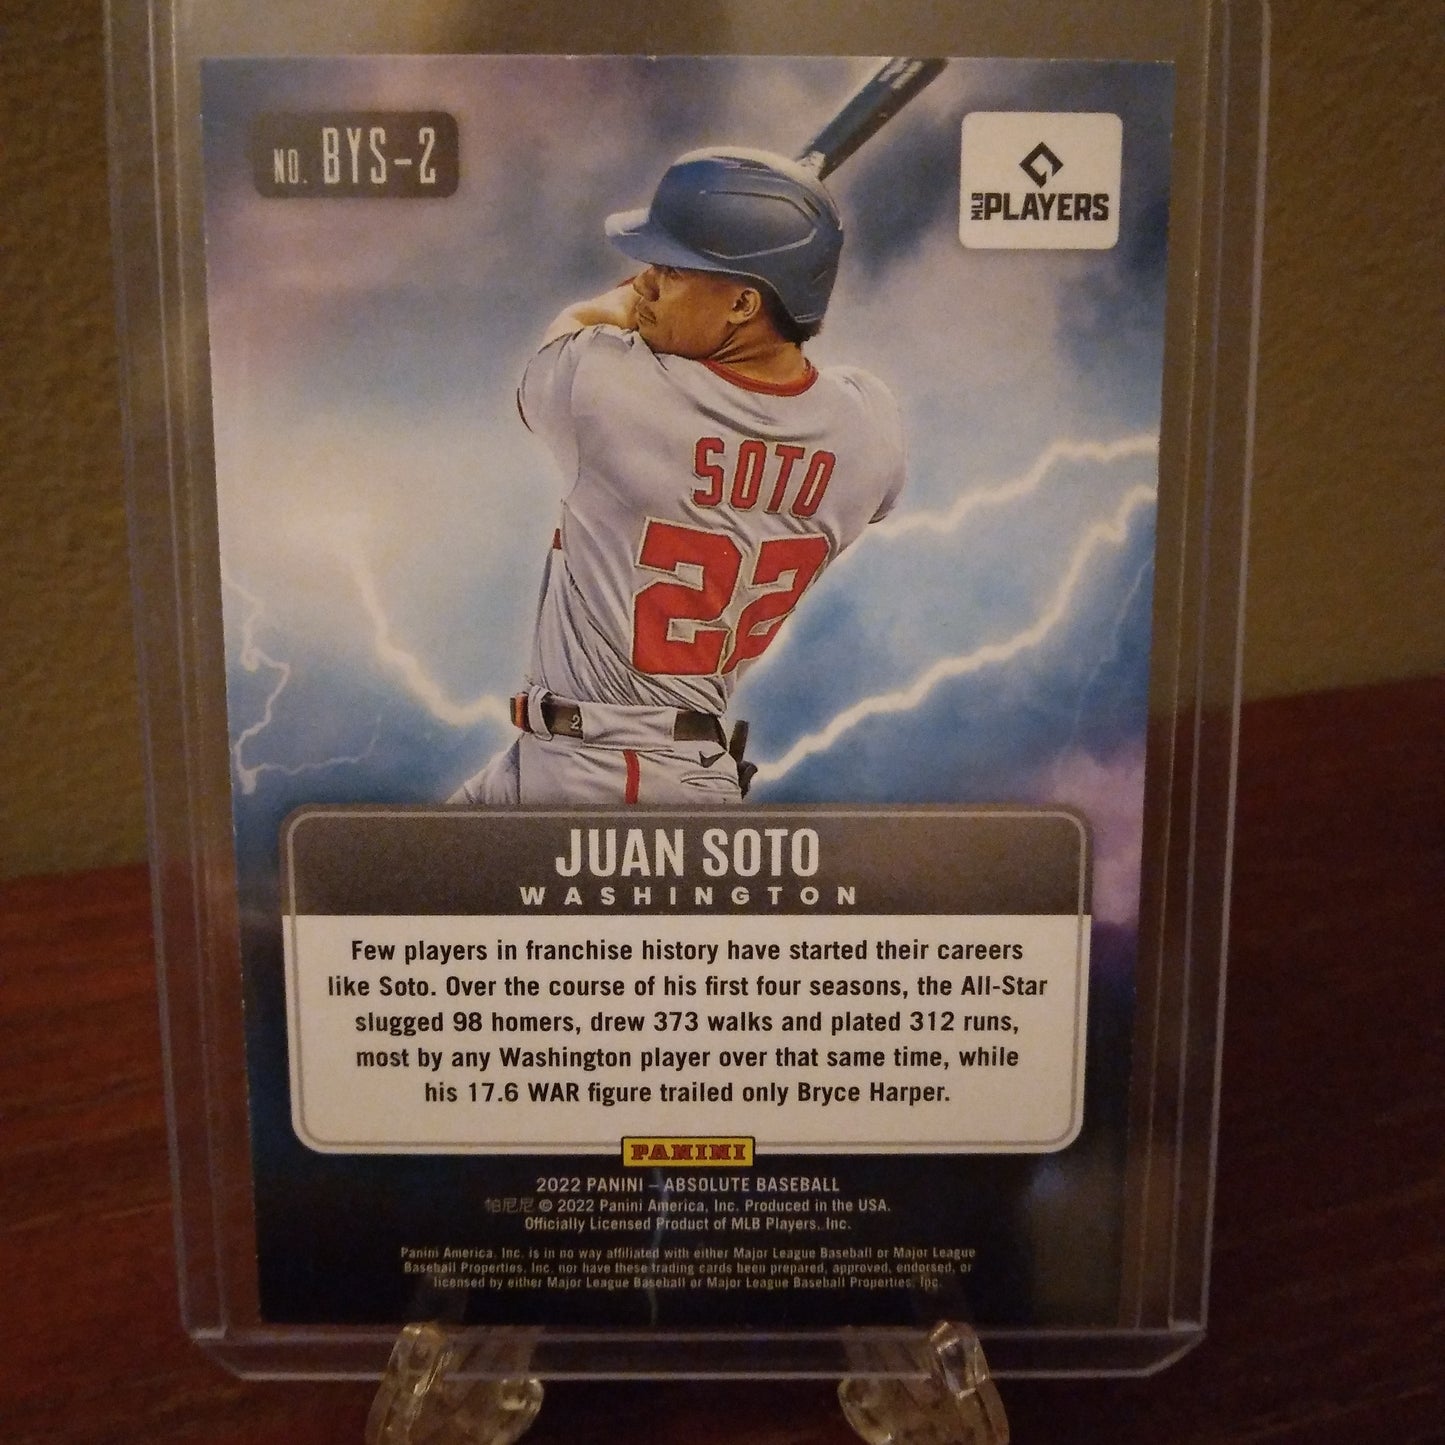 NO. BYS-2
MLB PLAYERS
SOTO
22
2
JUAN SOTO
WASHINGTON
Few players in franchise history have started their careers
like Soto. Over the course of his first four seasons, the All-Star
slugged 98 homers, drew 373 walks and plated 312 runs,
most by any Washington player over that same time, while
his 17.6 WAR figure trailed only Bryce Harper.
PANINI
2022 PANINI – ABSOLUTE BASEBALL
帕尼尼 © 2022 Panini America, Inc. Produced in the USA.
Officially Licensed Product of MLB Players, Inc.
Panini America, Inc. is in no way affiliated with either Major League Baseball or Major League
Baseball Properties, Inc. nor have these trading cards been prepared, approved, endorsed, or
licensed by either Major League Baseball or Major League Baseball Properties, Inc.